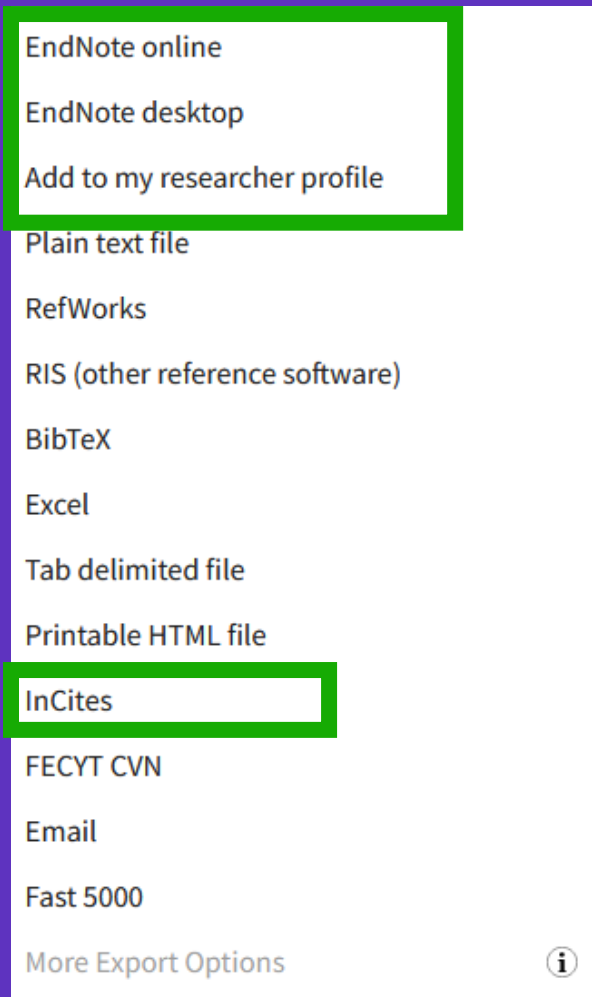 EndNote online
EndNote desktop
Add to my researcher profile
Plain text file
RefWorks
RIS (other reference software)
BibTeX
Excel
Tab delimited file
Printable HTML file
InCites
FECYT CVN
Email
Fast 5000
More Export Options